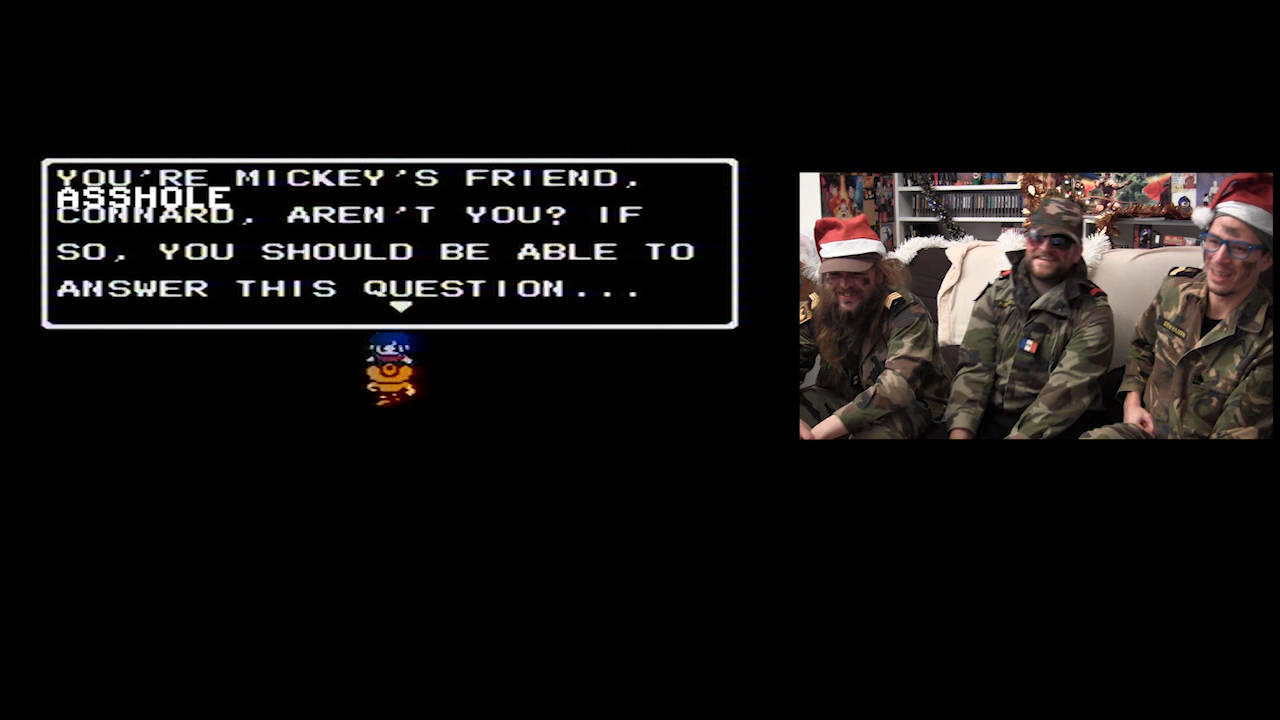 YOU'RE MICKEY'S FRIEND,
ASSHOLE
CONNARD, AREN'T YOU? IF
SO, YOU SHOULD BE ABLE TO
ANSWER THIS QUESTION...